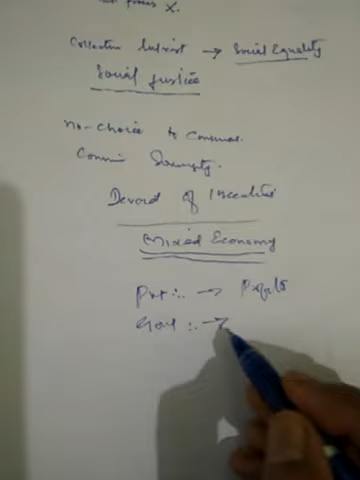 X.
Collective Interest → Social Equality
Social Justice
No-choice to Consumer.
Devoid of Incentives
Mixed Economy
Pvt :. → Profits
Govt :. →